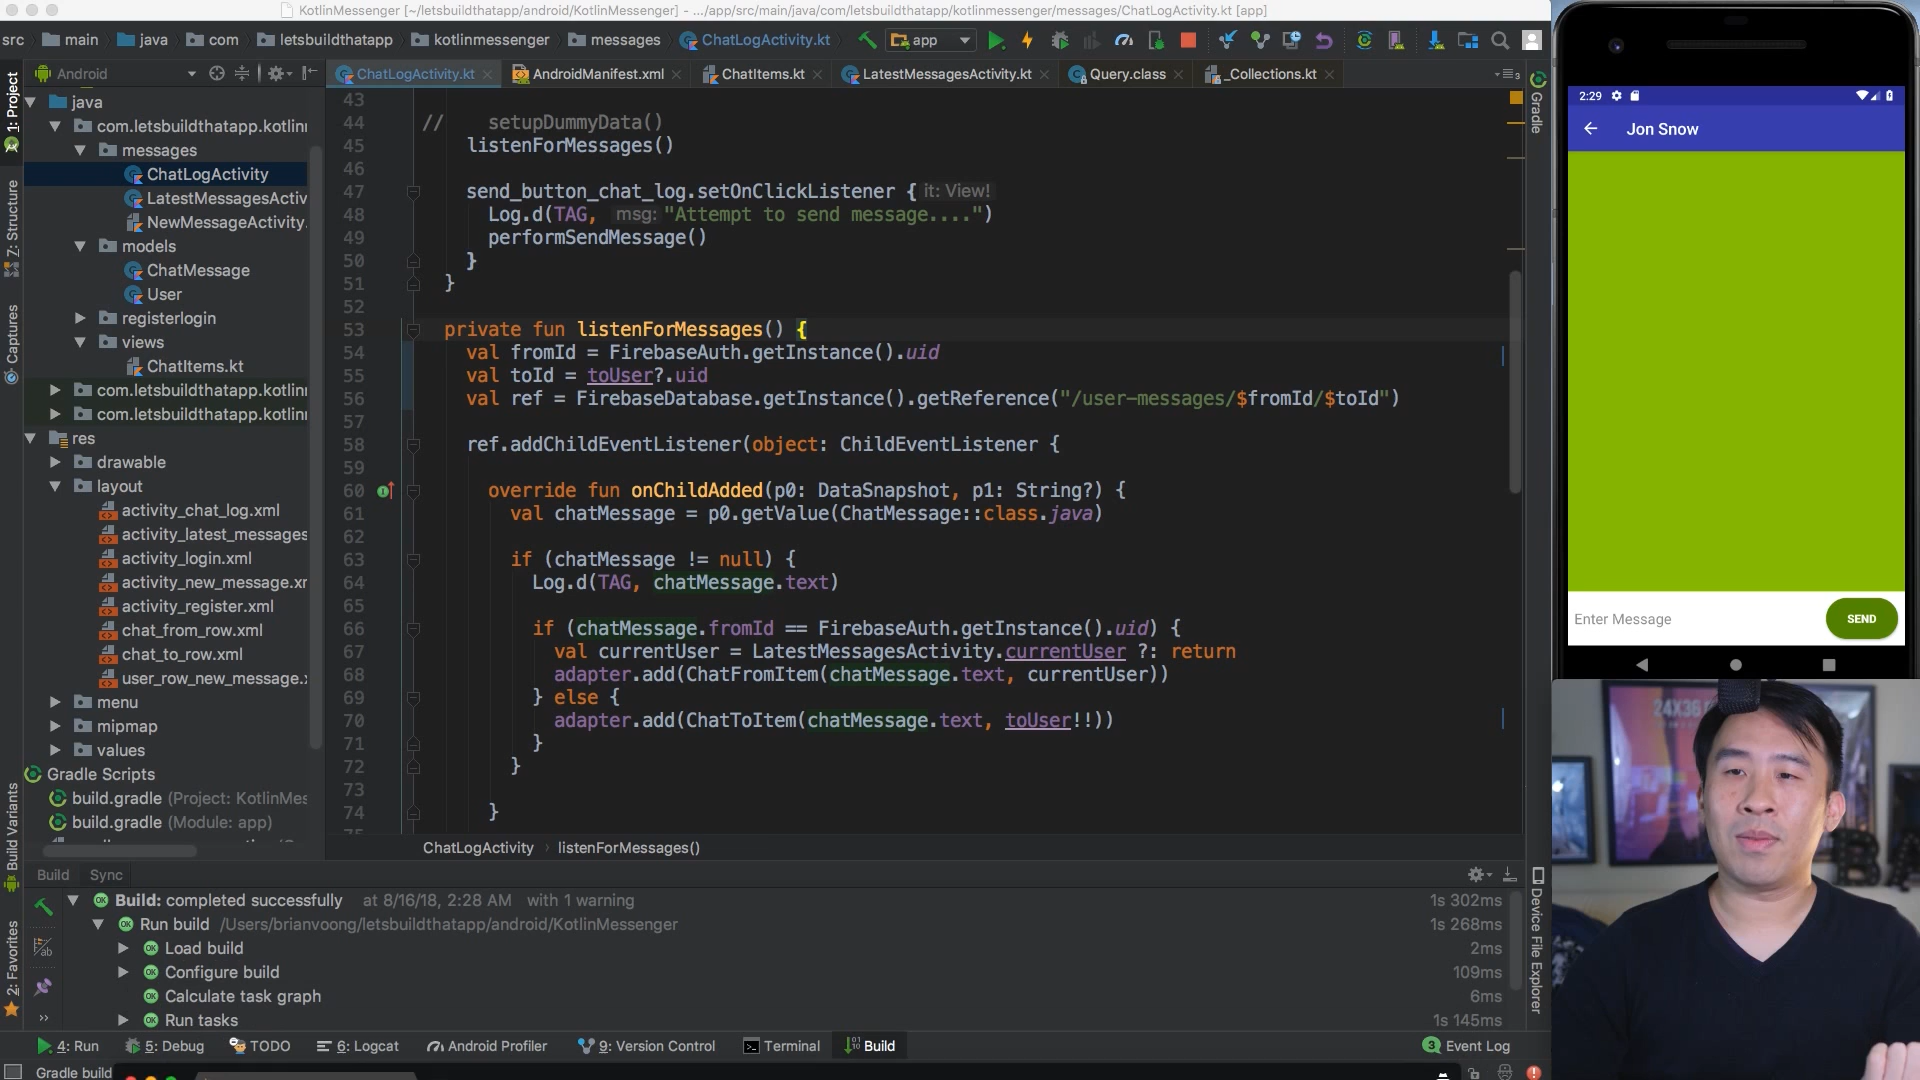 KotlinMessenger [~/letsbuildthatapp/android/KotlinMessenger] - .../app/src/main/java/com/letsbuildthatapp/kotlinmessenger/messages/ChatLogActivity.kt [app]
src main java com letsbuildthatapp kotlinmessenger messages ChatLogActivity.kt app
Android
ChatLogActivity.kt AndroidManifest.xml ChatItems.kt LatestMessagesActivity.kt Query.class _Collections.kt
1: Project
Z: Structure
Captures
Build Variants
2: Favorites
java
com.letsbuildthatapp.kotlin
messages
ChatLogActivity
LatestMessagesActiv
NewMessageActivity.
models
ChatMessage
User
registerlogin
views
ChatItems.kt
com.letsbuildthatapp.kotlin
com.letsbuildthatapp.kotlin
res
drawable
layout
activity_chat_log.xml
activity_latest_messages
activity_login.xml
activity_new_message.xr
activity_register.xml
chat_from_row.xml
chat_to_row.xml
user_row_new_message.
menu
mipmap
values
Gradle Scripts
build.gradle (Project: KotlinMes
build.gradle (Module: app)
43
44 // setupDummyData()
45 listenForMessages()
46
47 send_button_chat_log.setOnClickListener { it: View!
48 Log.d(TAG, msg: "Attempt to send message....")
49 performSendMessage()
50 }
51 }
52
53 private fun listenForMessages() {
54 val fromId = FirebaseAuth.getInstance().uid
55 val toId = toUser?.uid
56 val ref = FirebaseDatabase.getInstance().getReference("/user-messages/$fromId/$toId")
57
58 ref.addChildEventListener(object: ChildEventListener {
59
60 override fun onChildAdded(p0: DataSnapshot, p1: String?) {
61 val chatMessage = p0.getValue(ChatMessage::class.java)
62
63 if (chatMessage != null) {
64 Log.d(TAG, chatMessage.text)
65
66 if (chatMessage.fromId == FirebaseAuth.getInstance().uid) {
67 val currentUser = LatestMessagesActivity.currentUser ?: return
68 adapter.add(ChatFromItem(chatMessage.text, currentUser))
69 } else {
70 adapter.add(ChatToItem(chatMessage.text, toUser!!))
71 }
72 }
73
74 }
75
ChatLogActivity listenForMessages()
Gradle
Device File Explorer
Build Sync
Build: completed successfully at 8/16/18, 2:28 AM with 1 warning 1s 302ms
Run build /Users/brianvoong/letsbuildthatapp/android/KotlinMessenger 1s 268ms
Load build 2ms
Configure build 109ms
Calculate task graph 6ms
Run tasks 1s 145ms
4: Run 5: Debug TODO 6: Logcat Android Profiler 9: Version Control Terminal Build 3 Event Log
Gradle build
2:29
Jon Snow
Enter Message
SEND
24X36
BA